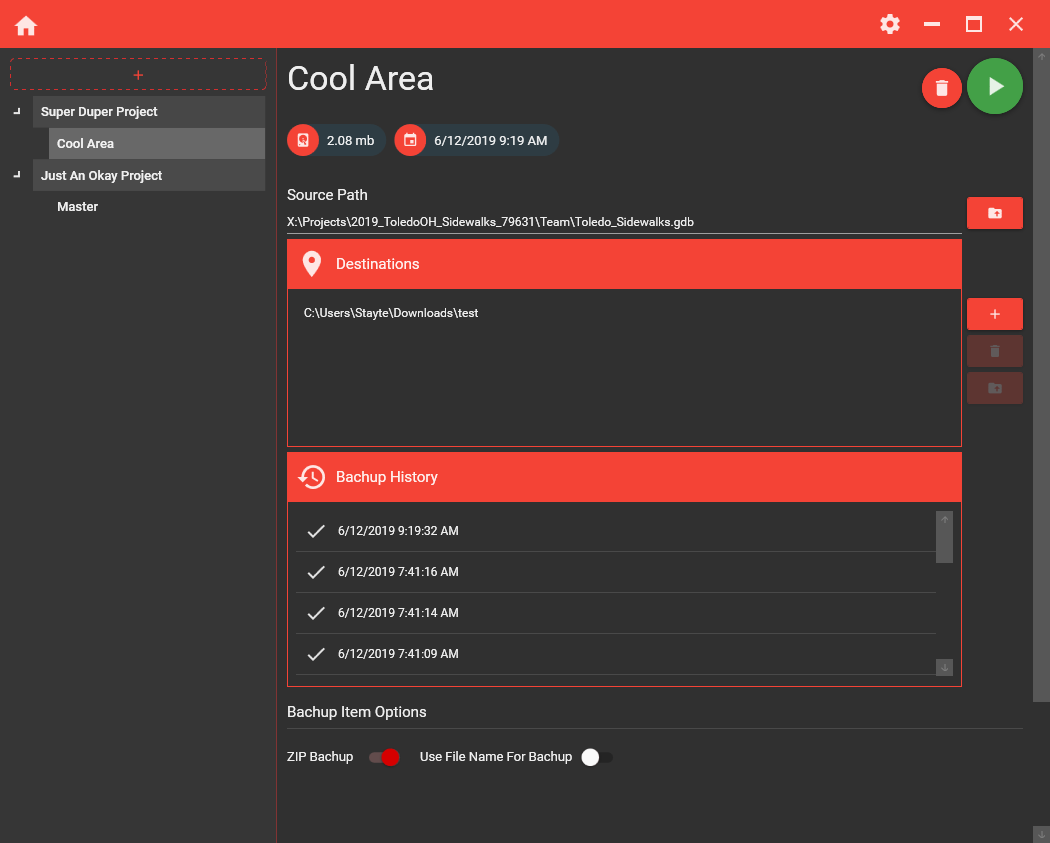 +
Super Duper Project
Cool Area
Just An Okay Project
Master
Cool Area
2.08 mb
6/12/2019 9:19 AM
Source Path
X:\Projects\2019_ToledoOH_Sidewalks_79631\Team\Toledo_Sidewalks.gdb
Destinations
C:\Users\Stayte\Downloads\test
+
Bachup History
6/12/2019 9:19:32 AM
6/12/2019 7:41:16 AM
6/12/2019 7:41:14 AM
6/12/2019 7:41:09 AM
Bachup Item Options
ZIP Bachup
Use File Name For Bachup